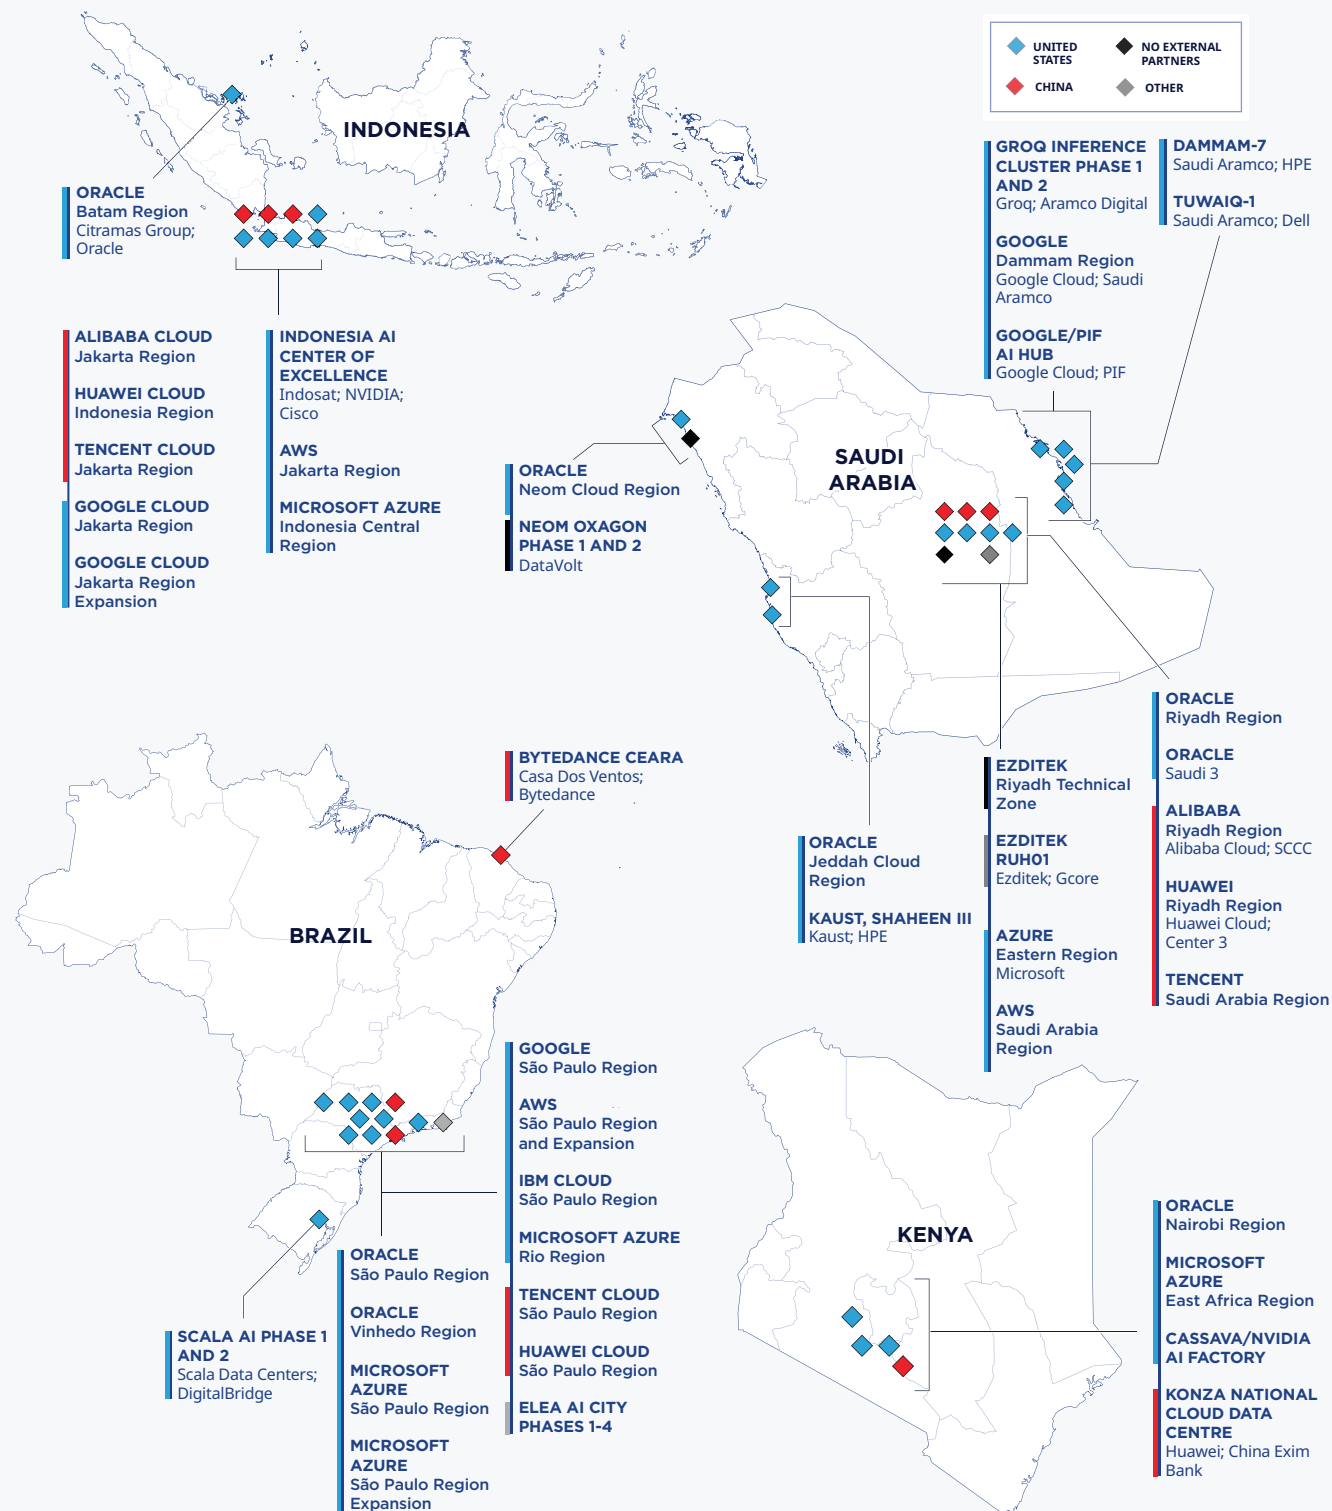 UNITED
STATES
NO EXTERNAL
PARTNERS
CHINA
OTHER
INDONESIA
ORACLE
Batam Region
Citramas Group;
Oracle
ALIBABA CLOUD
Jakarta Region
HUAWEI CLOUD
Indonesia Region
TENCENT CLOUD
Jakarta Region
GOOGLE CLOUD
Jakarta Region
GOOGLE CLOUD
Jakarta Region
Expansion
INDONESIA AI
CENTER OF
EXCELLENCE
Indosat; NVIDIA;
Cisco
AWS
Jakarta Region
MICROSOFT AZURE
Indonesia Central
Region
GROQ INFERENCE
CLUSTER PHASE 1
AND 2
Groq; Aramco Digital
GOOGLE
Dammam Region
Google Cloud; Saudi
Aramco
GOOGLE/PIF
AI HUB
Google Cloud; PIF
DAMMAM-7
Saudi Aramco; HPE
TUWAIQ-1
Saudi Aramco; Dell
SAUDI
ARABIA
ORACLE
Neom Cloud Region
NEOM OXAGON
PHASE 1 AND 2
DataVolt
ORACLE
Jeddah Cloud
Region
KAUST, SHAHEEN III
Kaust; HPE
EZDITEK
Riyadh Technical
Zone
EZDITEK
RUH01
Ezditek; Gcore
AZURE
Eastern Region
Microsoft
AWS
Saudi Arabia
Region
ORACLE
Riyadh Region
ORACLE
Saudi 3
ALIBABA
Riyadh Region
Alibaba Cloud; SCCC
HUAWEI
Riyadh Region
Huawei Cloud;
Center 3
TENCENT
Saudi Arabia Region
BRAZIL
BYTEDANCE CEARA
Casa Dos Ventos;
Bytedance
SCALA AI PHASE 1
AND 2
Scala Data Centers;
DigitalBridge
ORACLE
São Paulo Region
ORACLE
Vinhedo Region
MICROSOFT
AZURE
São Paulo Region
MICROSOFT
AZURE
São Paulo Region
Expansion
GOOGLE
São Paulo Region
AWS
São Paulo Region
and Expansion
IBM CLOUD
São Paulo Region
MICROSOFT AZURE
Rio Region
TENCENT CLOUD
São Paulo Region
HUAWEI CLOUD
São Paulo Region
ELEA AI CITY
PHASES 1-4
KENYA
ORACLE
Nairobi Region
MICROSOFT
AZURE
East Africa Region
CASSAVA/NVIDIA
AI FACTORY
KONZA NATIONAL
CLOUD DATA
CENTRE
Huawei; China Exim
Bank